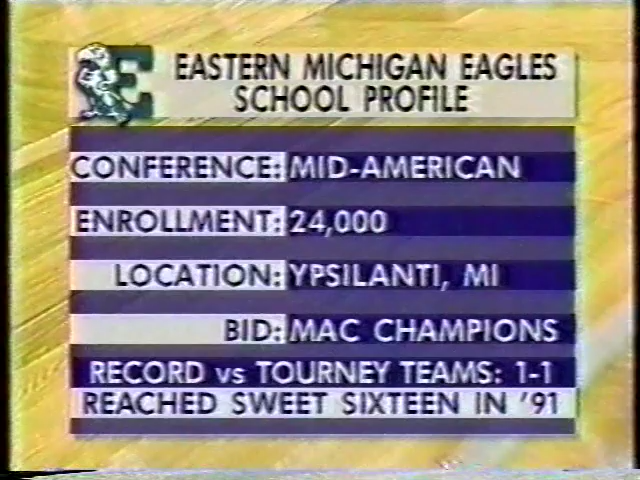 E
EASTERN MICHIGAN EAGLES
SCHOOL PROFILE
CONFERENCE: MID-AMERICAN
ENROLLMENT: 24,000
LOCATION: YPSILANTI, MI
BID: MAC CHAMPIONS
RECORD vs TOURNEY TEAMS: 1-1
REACHED SWEET SIXTEEN IN '91